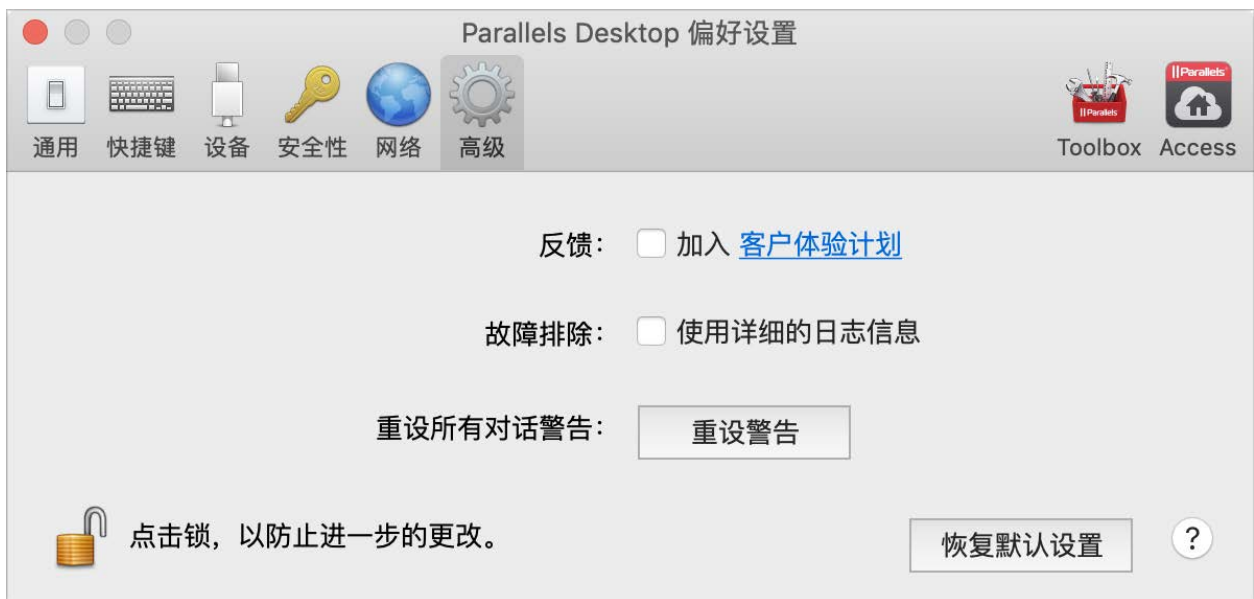 Parallels Desktop 偏好设置
||Parallels
||Parallels
通用 快捷键 设备 安全性 网络 高级 Toolbox Access
反馈： 加入 客户体验计划
故障排除： 使用详细的日志信息
重设所有对话警告： 重设警告
点击锁，以防止进一步的更改。 恢复默认设置 ?